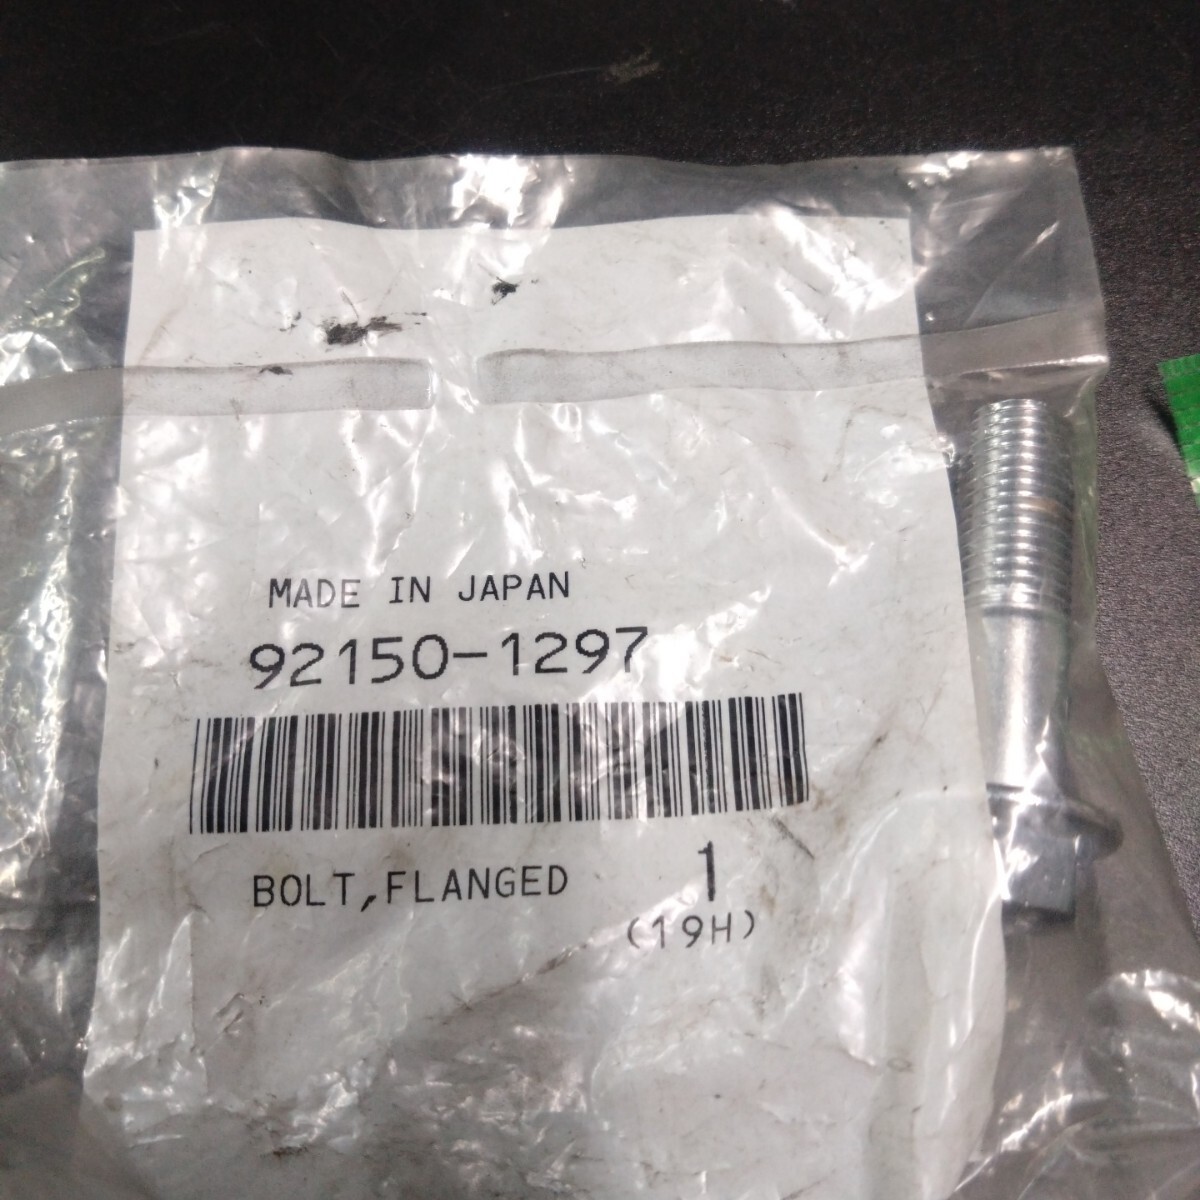 MADE IN JAPAN
92150-1297
BOLT,FLANGED 1
(19H)